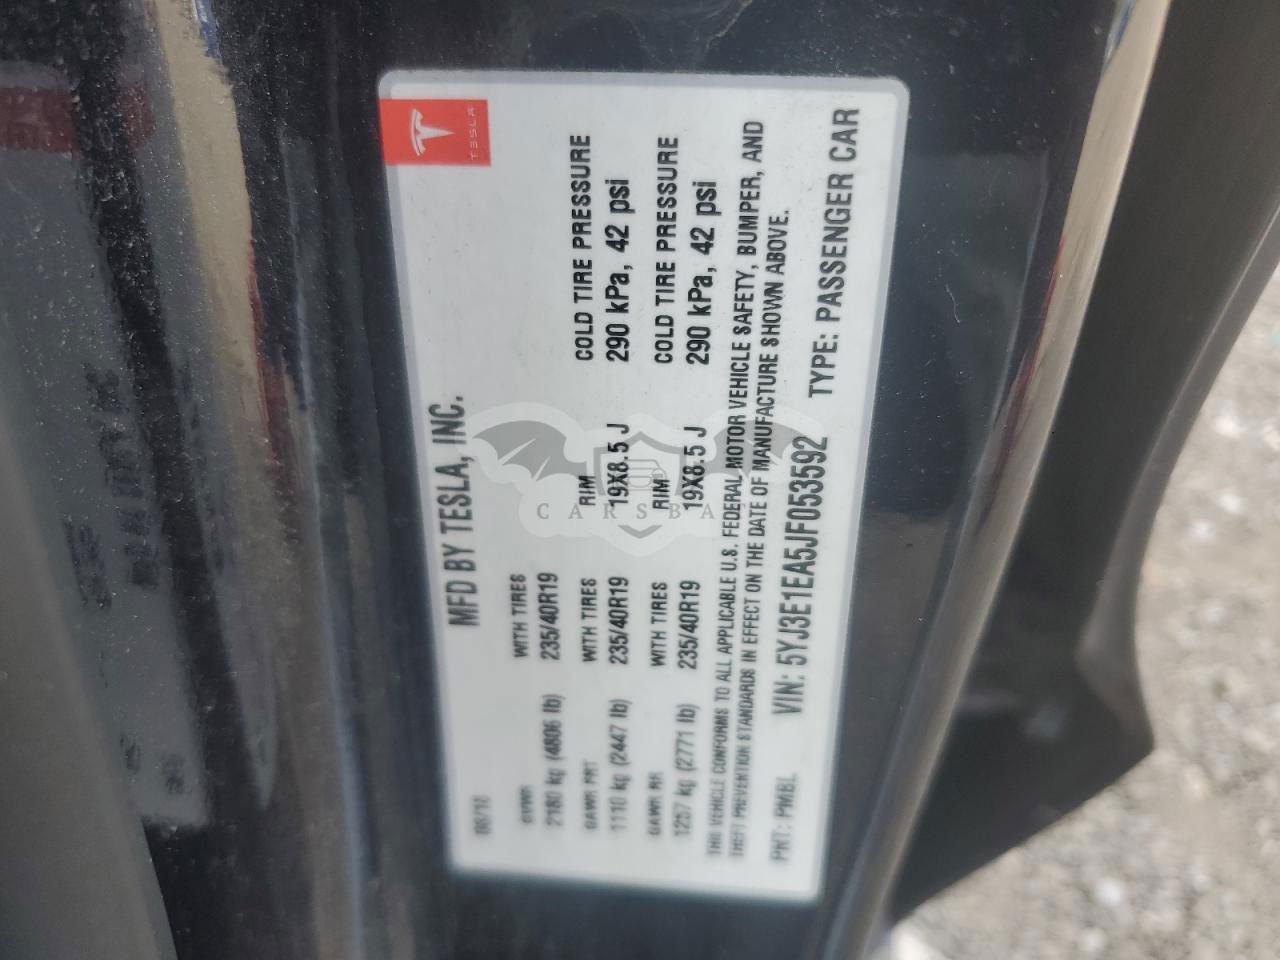 TESLA
MFD BY TESLA, INC.
GVWR
2180 kg (4806 lb)
WITH TIRES
235/40R19
GAWR FRT
1110 kg (2447 lb)
WITH TIRES
235/40R19
RIM
19X8.5 J
COLD TIRE PRESSURE
290 kPa, 42 psi
GAWR RR
1257 kg (2771 lb)
WITH TIRES
235/40R19
RIM
19X8.5 J
COLD TIRE PRESSURE
290 kPa, 42 psi
THIS VEHICLE CONFORMS TO ALL APPLICABLE U.S. FEDERAL MOTOR VEHICLE SAFETY, BUMPER, AND
THEFT PREVENTION STANDARDS IN EFFECT ON THE DATE OF MANUFACTURE SHOWN ABOVE.
PNT: PMBL VIN: 5YJ3E1EA5JF053592 TYPE: PASSENGER CAR